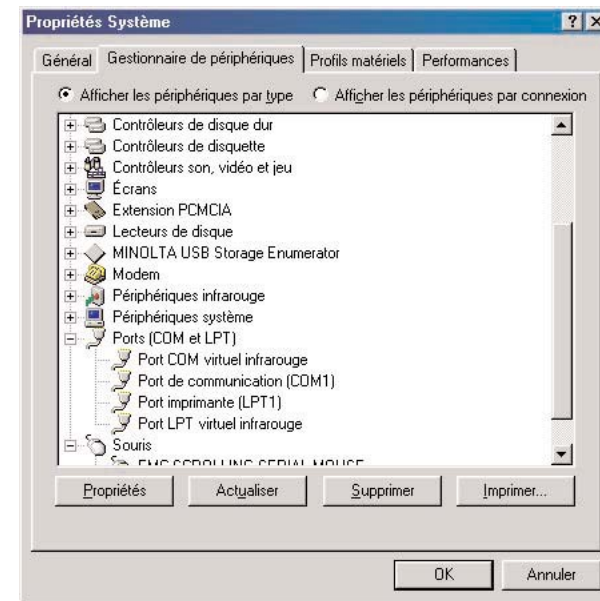 Propriétés Système
Général Gestionnaire de périphériques Profils matériels Performances
Afficher les périphériques par type Afficher les périphériques par connexion
Contrôleurs de disque dur
Contrôleurs de disquette
Contrôleurs son, vidéo et jeu
Écrans
Extension PCMCIA
Lecteurs de disque
MINOLTA USB Storage Enumerator
Modem
Périphériques infrarouge
Périphériques système
Ports (COM et LPT)
Port COM virtuel infrarouge
Port de communication (COM1)
Port imprimante (LPT1)
Port LPT virtuel infrarouge
Souris
SCROLLING SERIAL MOUSE
Propriétés Actualiser Supprimer Imprimer...
OK Annuler